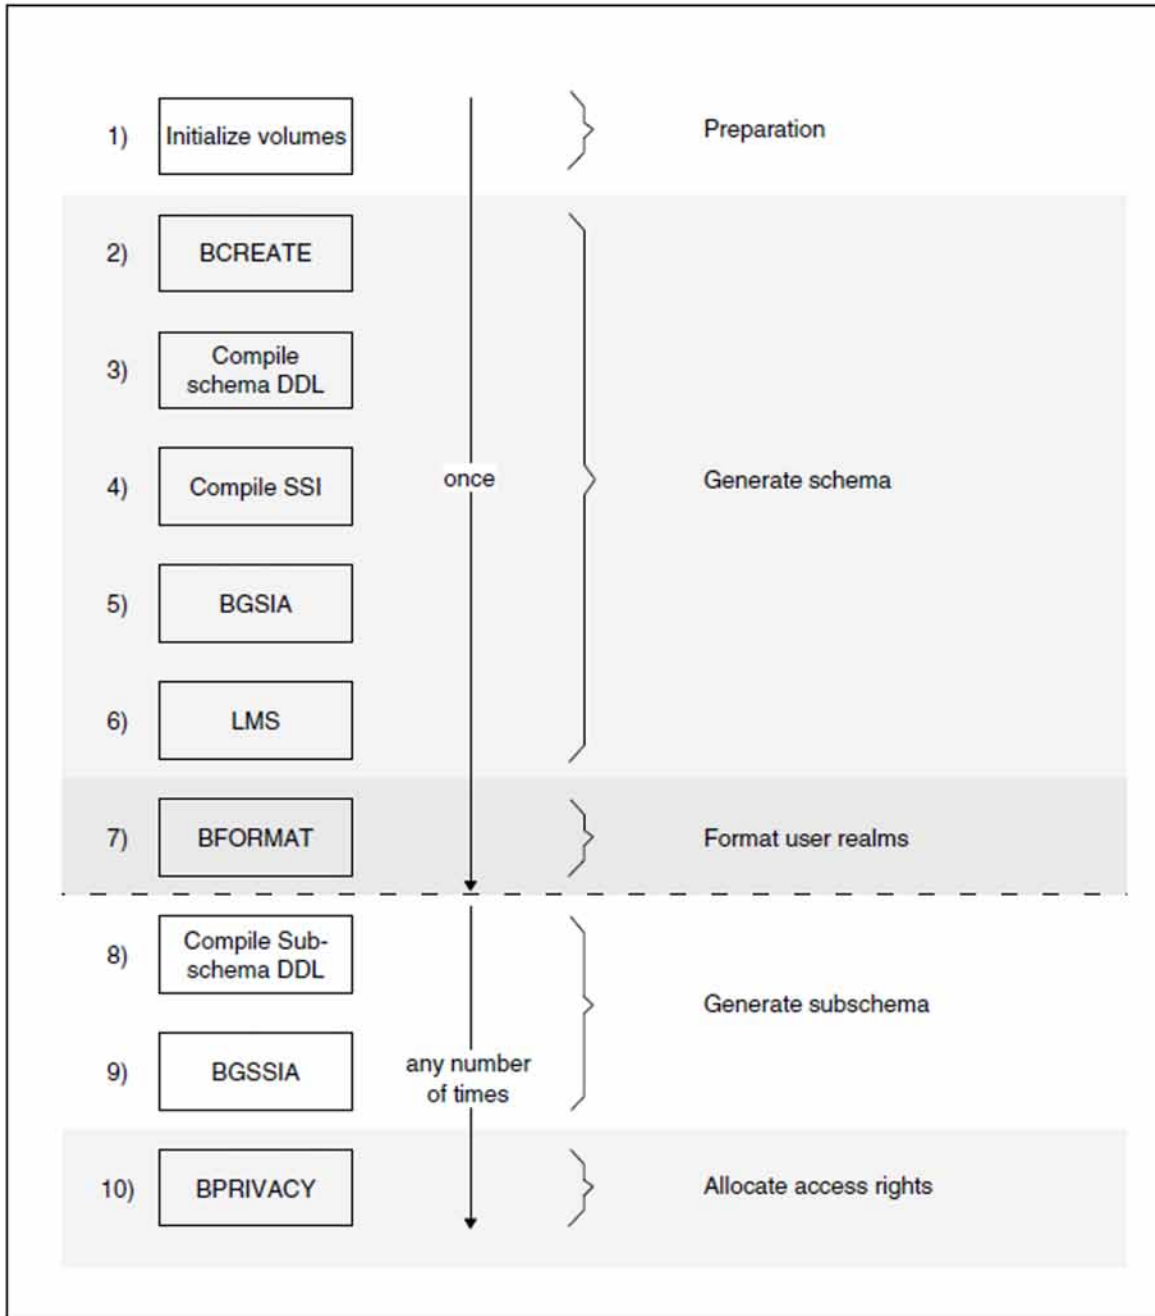 1) Initialize volumes Preparation
2) BCREATE
3) Compile
schema DDL
4) Compile SSI once Generate schema
5) BGSIA
6) LMS
7) BFORMAT Format user realms
8) Compile Sub-
schema DDL
Generate subschema
9) BGSSIA any number
of times
10) BPRIVACY Allocate access rights